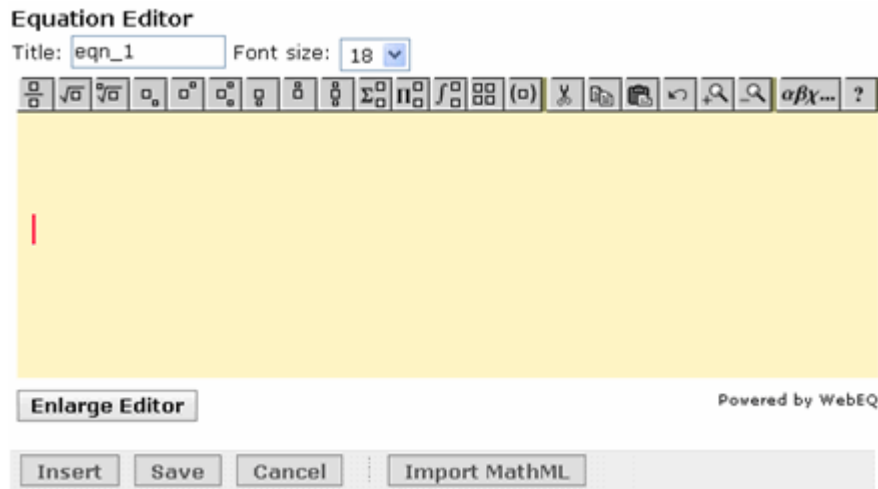 Equation Editor
Title: eqn_1 Font size: 18
αβχ... ?
Enlarge Editor
Powered by WebEQ
Insert Save Cancel Import MathML